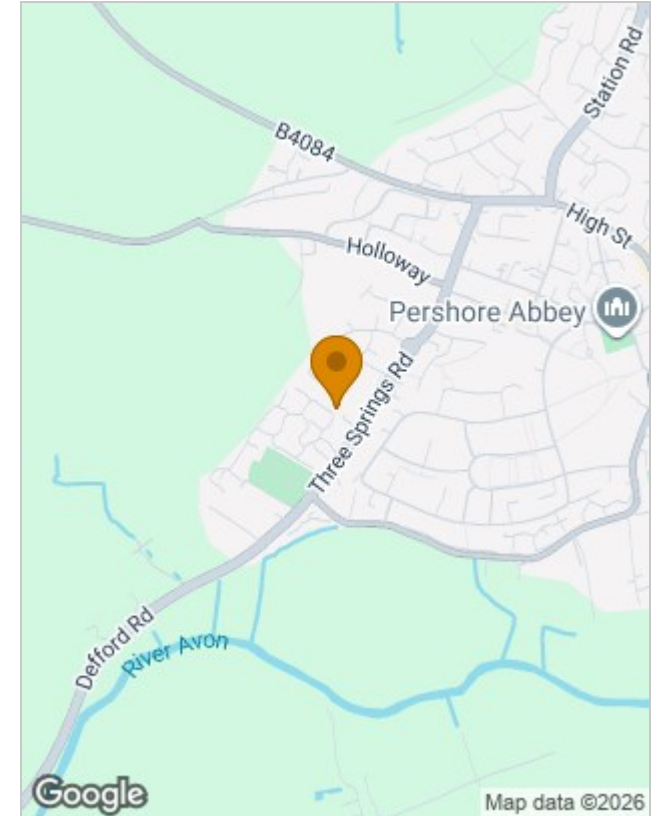 Station Rd
B4084
High St
Holloway
Pershore Abbey
Three Springs Rd
Defford Rd
River Avon
Google
Map data ©2026